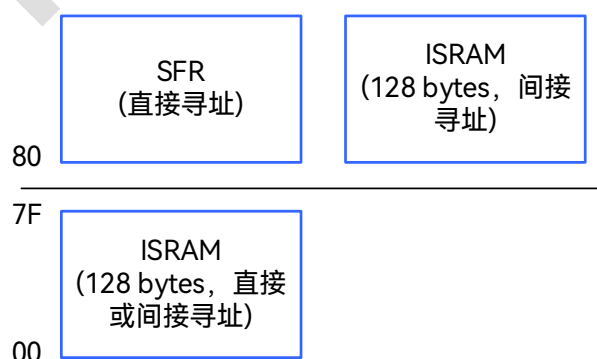 SFR
(直接寻址)
ISRAM
(128 bytes，间接
寻址)
80
7F
ISRAM
(128 bytes，直接
或间接寻址)
00